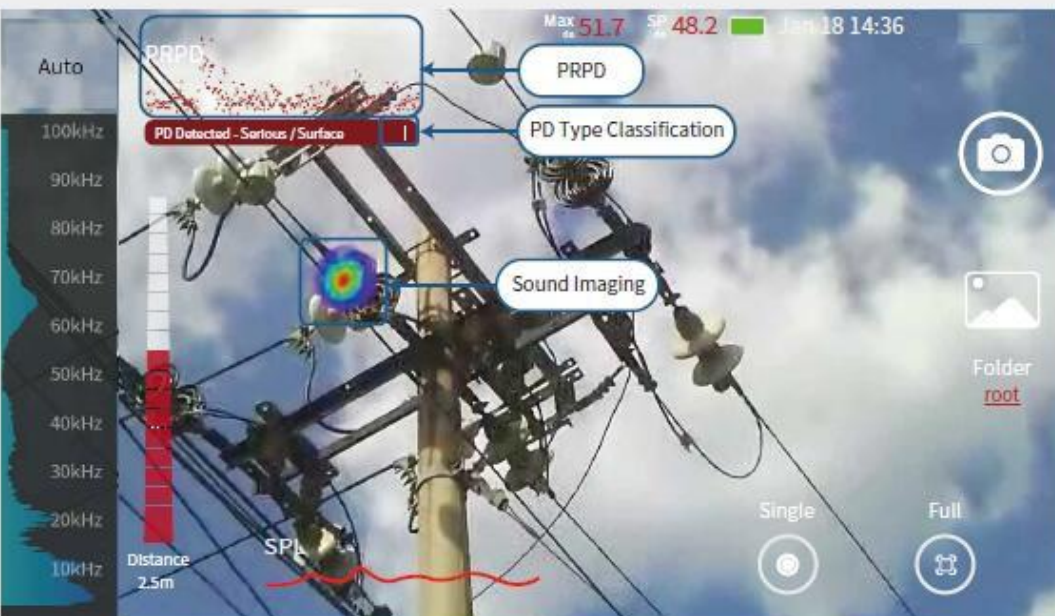 Auto
100kHz
90kHz
80kHz
70kHz
60kHz
50kHz
40kHz
30kHz
20kHz
10kHz
PRPD
PD Detected - Serious / Surface
Distance
2.5m
SPL
Max 51.7
SP 48.2
Jan 18 14:36
PRPD
PD Type Classification
Sound Imaging
Folder
root
Single
Full